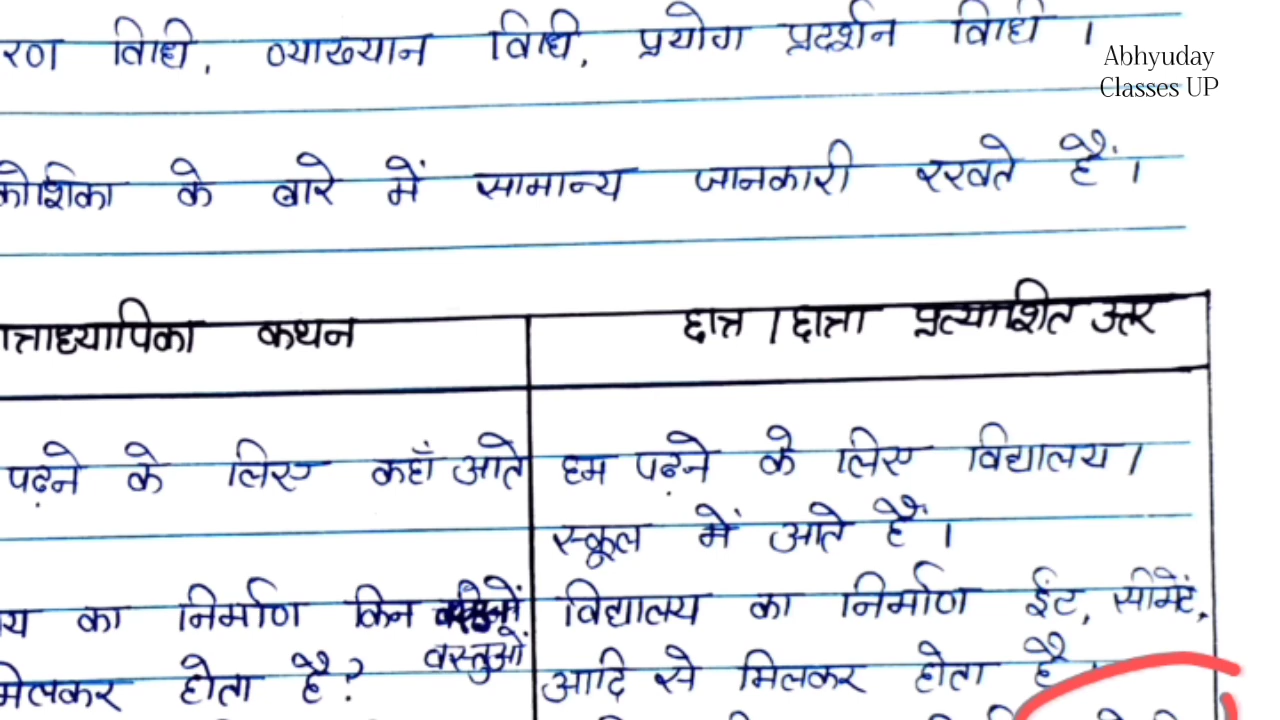 रण विधि, व्याख्यान विधि, प्रयोग प्रदर्शन विधि ।
Abhyuday
Classes UP
कोशिका के बारे में सामान्य जानकारी रखते हैं।
त्राध्यापिका कथन
छात्र / छात्रा प्रत्याशित उत्तर
पढ़ने के लिए कहाँ आते
हम पढ़ने के लिए विद्यालय /
स्कूल में आते हैं ।
य का निर्माण किन
वस्तुओं
मिलकर होता है?
विद्यालय का निर्माण ईंट, सीमेंट,
आदि से मिलकर होता है